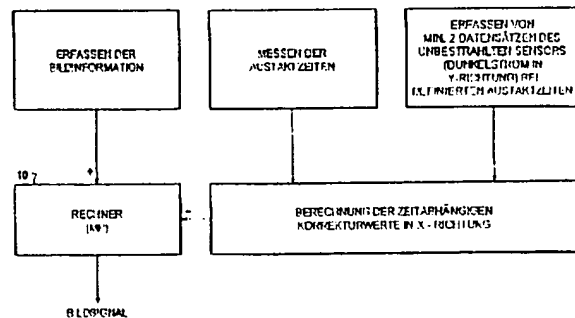 ERFASSEN DER
BILDINFORMATION
MESSEN DER
AUSTAKTZEITEN
ERFASSEN VON
MIN. 2 DATENSÄTZEN DES
UNBESTRAHLTEN SENSORS
(DUNKELSTROM IN
Y-RICHTUNG) BEI
DEFINIERTEN AUSTAKTZEITEN
10
+
RECHNER
-
BERECHNUNG DER ZEITABHÄNGIGEN
KORREKTURWERTE IN X - RICHTUNG
BILDSIGNAL